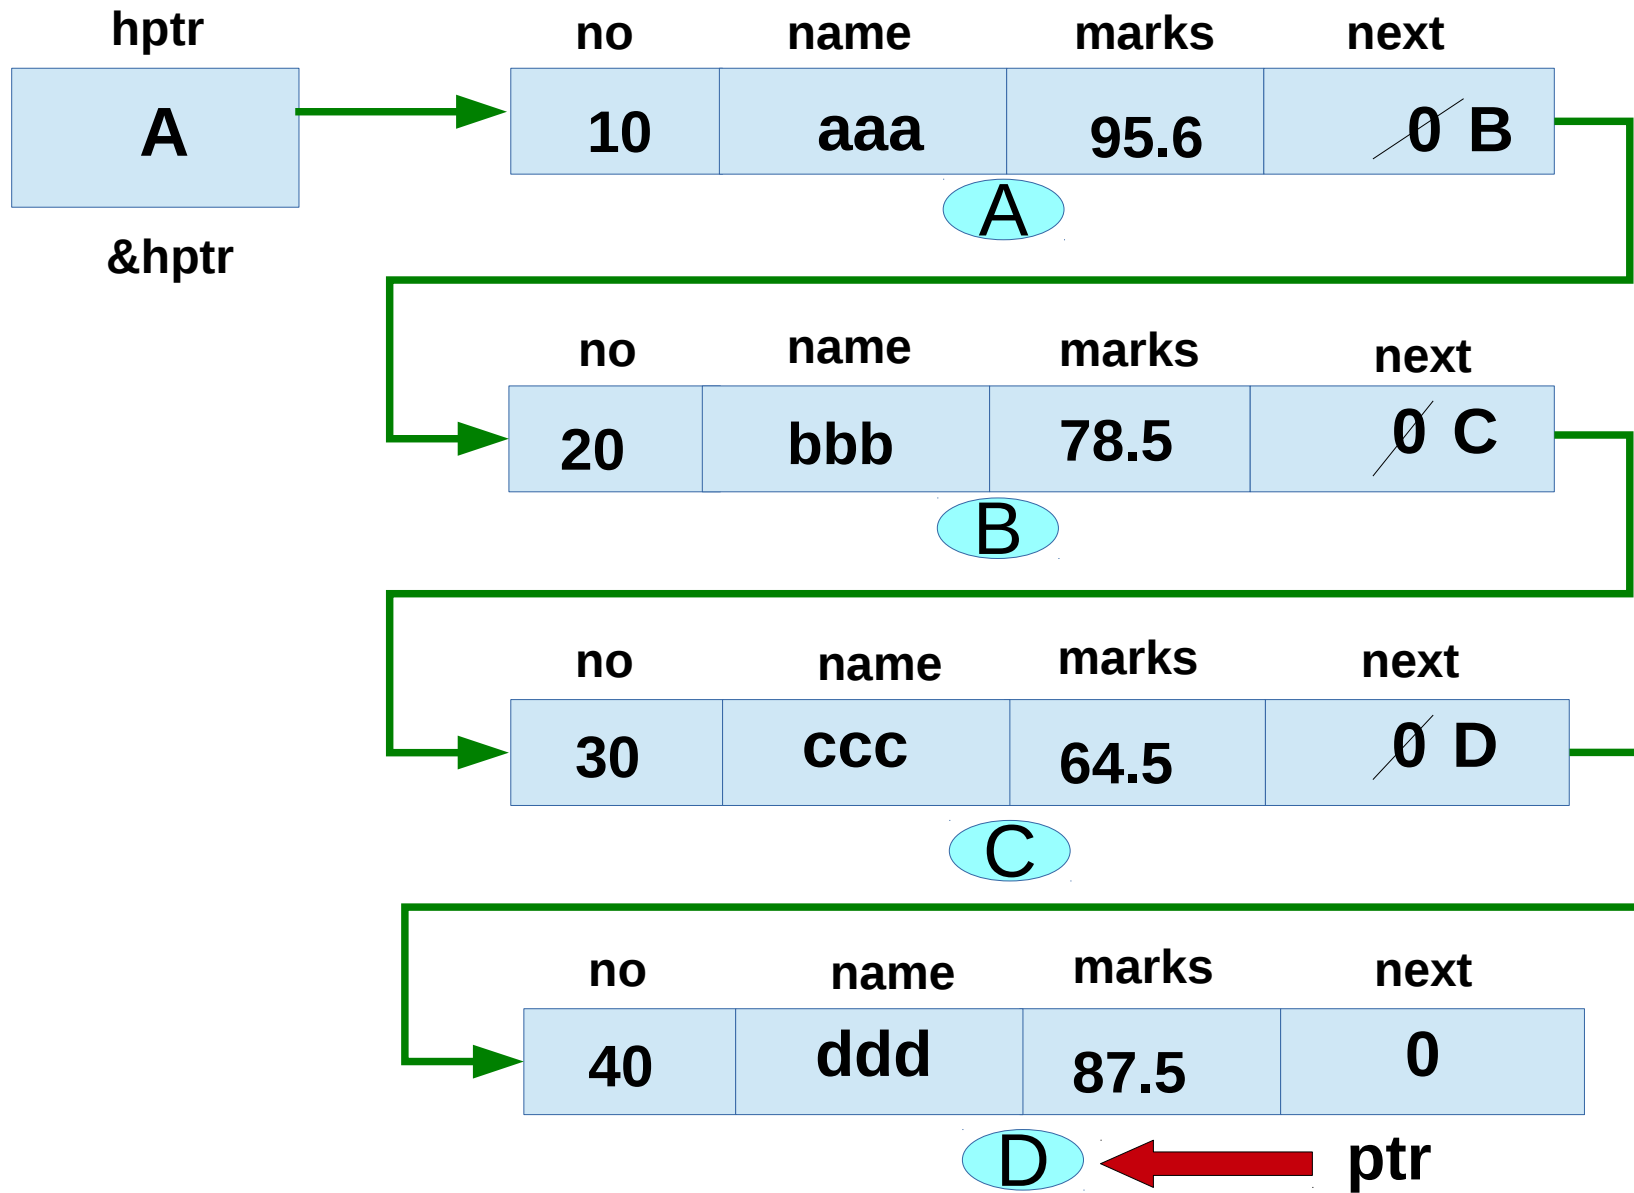 hptr
no name marks next
A
10 aaa 95.6 0 B
A
&hptr
no name marks next
20 bbb 78.5 0 C
B
no name marks next
30 ccc 64.5 0 D
C
no name marks next
40 ddd 87.5 0
D ptr